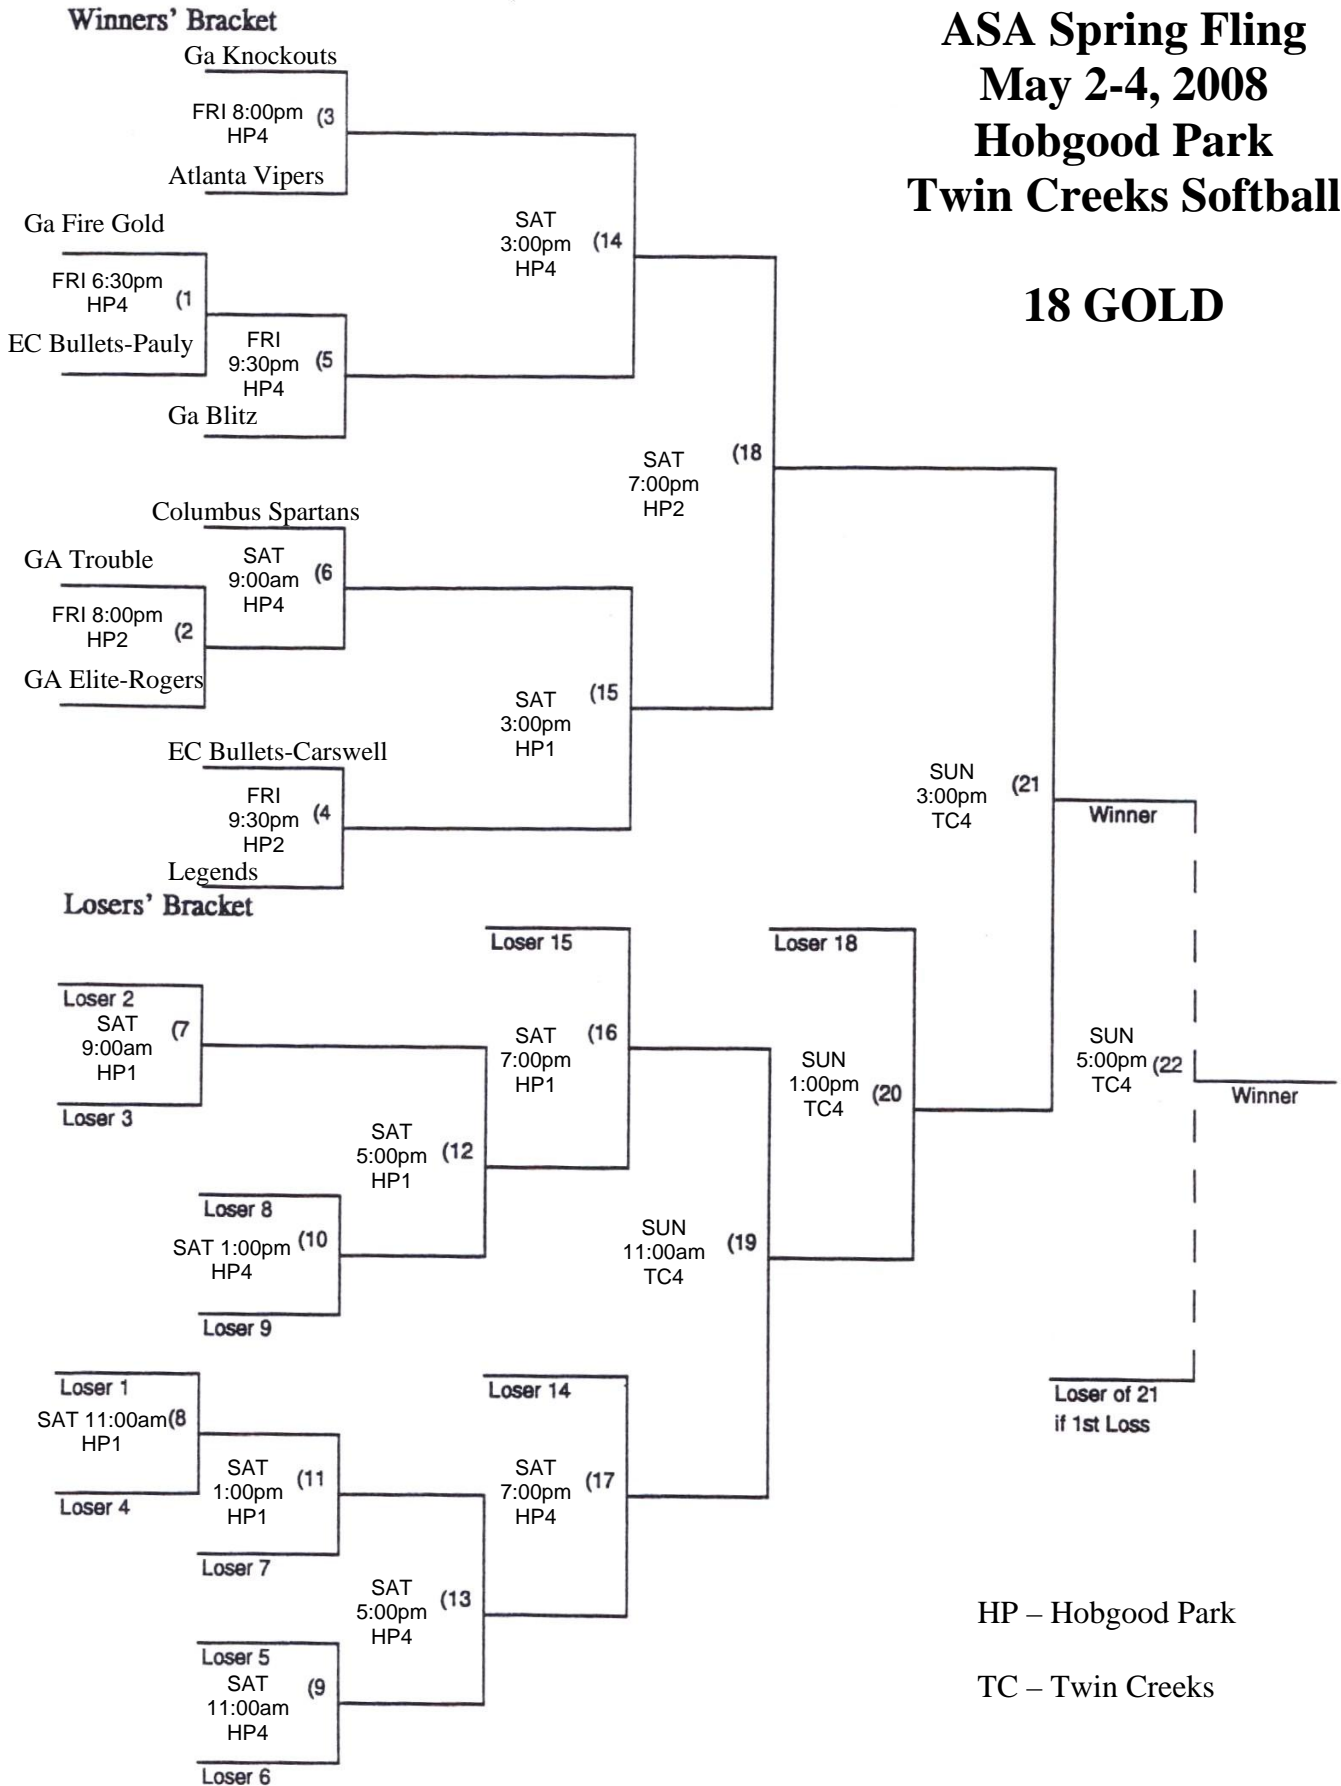 Winners' Bracket
ASA Spring Fling
May 2-4, 2008
Hobgood Park
Twin Creeks Softball
18 GOLD
Ga Knockouts
FRI 8:00pm (3
HP4
Atlanta Vipers
Ga Fire Gold
FRI 6:30pm
HP4 (1
EC Bullets-Pauly
FRI
9:30pm (5
HP4
Ga Blitz
SAT
3:00pm (14
HP4
SAT (18
7:00pm
HP2
Columbus Spartans
GA Trouble
SAT
9:00am (6
HP4
FRI 8:00pm
HP2 (2
GA Elite-Rogers
SAT (15
3:00pm
HP1
EC Bullets-Carswell
FRI
9:30pm (4
HP2
Legends
SUN
3:00pm (21
TC4
Winner
Losers' Bracket
Loser 15
Loser 18
Loser 2
SAT (7
9:00am
HP1
Loser 3
SAT (16
7:00pm
HP1
SAT
5:00pm (12
HP1
SUN
1:00pm
TC4 (20
SUN
5:00pm (22
TC4
Winner
Loser 8
SAT 1:00pm (10
HP4
Loser 9
SUN
11:00am (19
TC4
Loser 1
SAT 11:00am (8
HP1
Loser 4
Loser 14
SAT
1:00pm (11
HP1
Loser 7
SAT
7:00pm (17
HP4
Loser of 21
if 1st Loss
SAT
5:00pm (13
HP4
Loser 5
SAT (9
11:00am
HP4
Loser 6
HP – Hobgood Park
TC – Twin Creeks